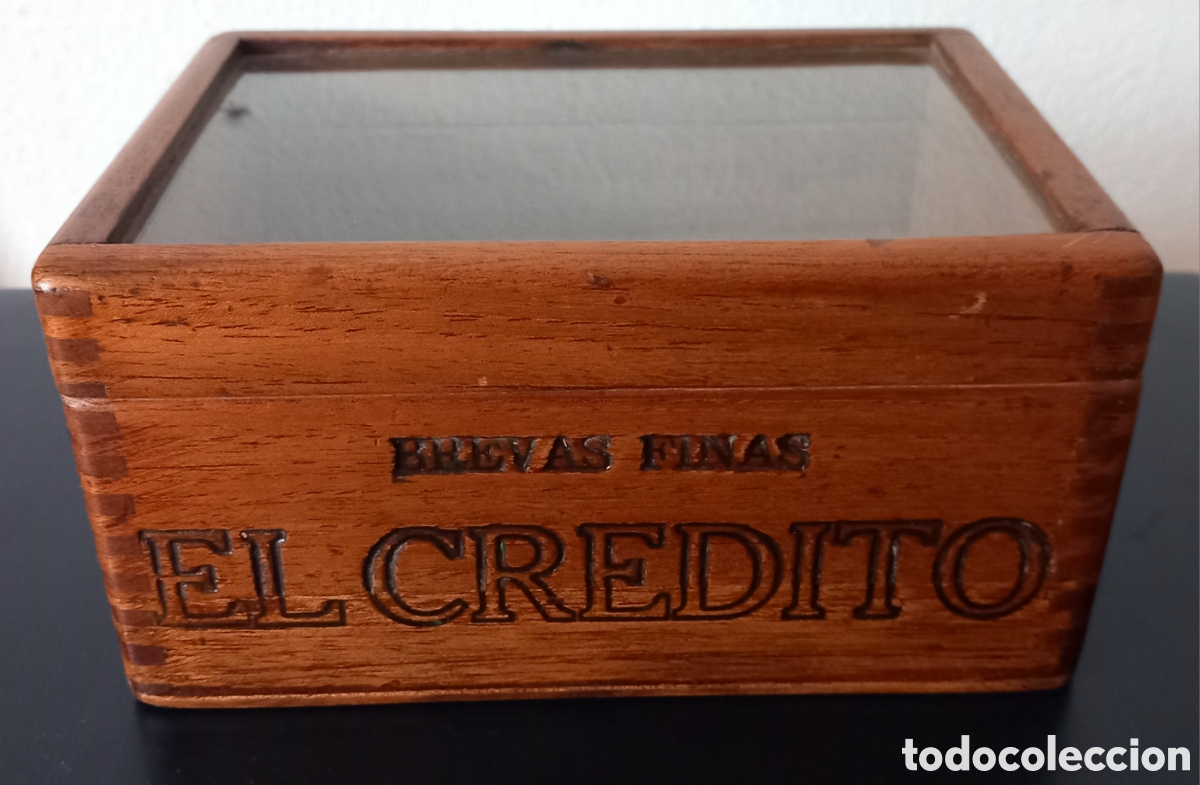 BREVAS FINAS
EL CREDITO
todocoleccion